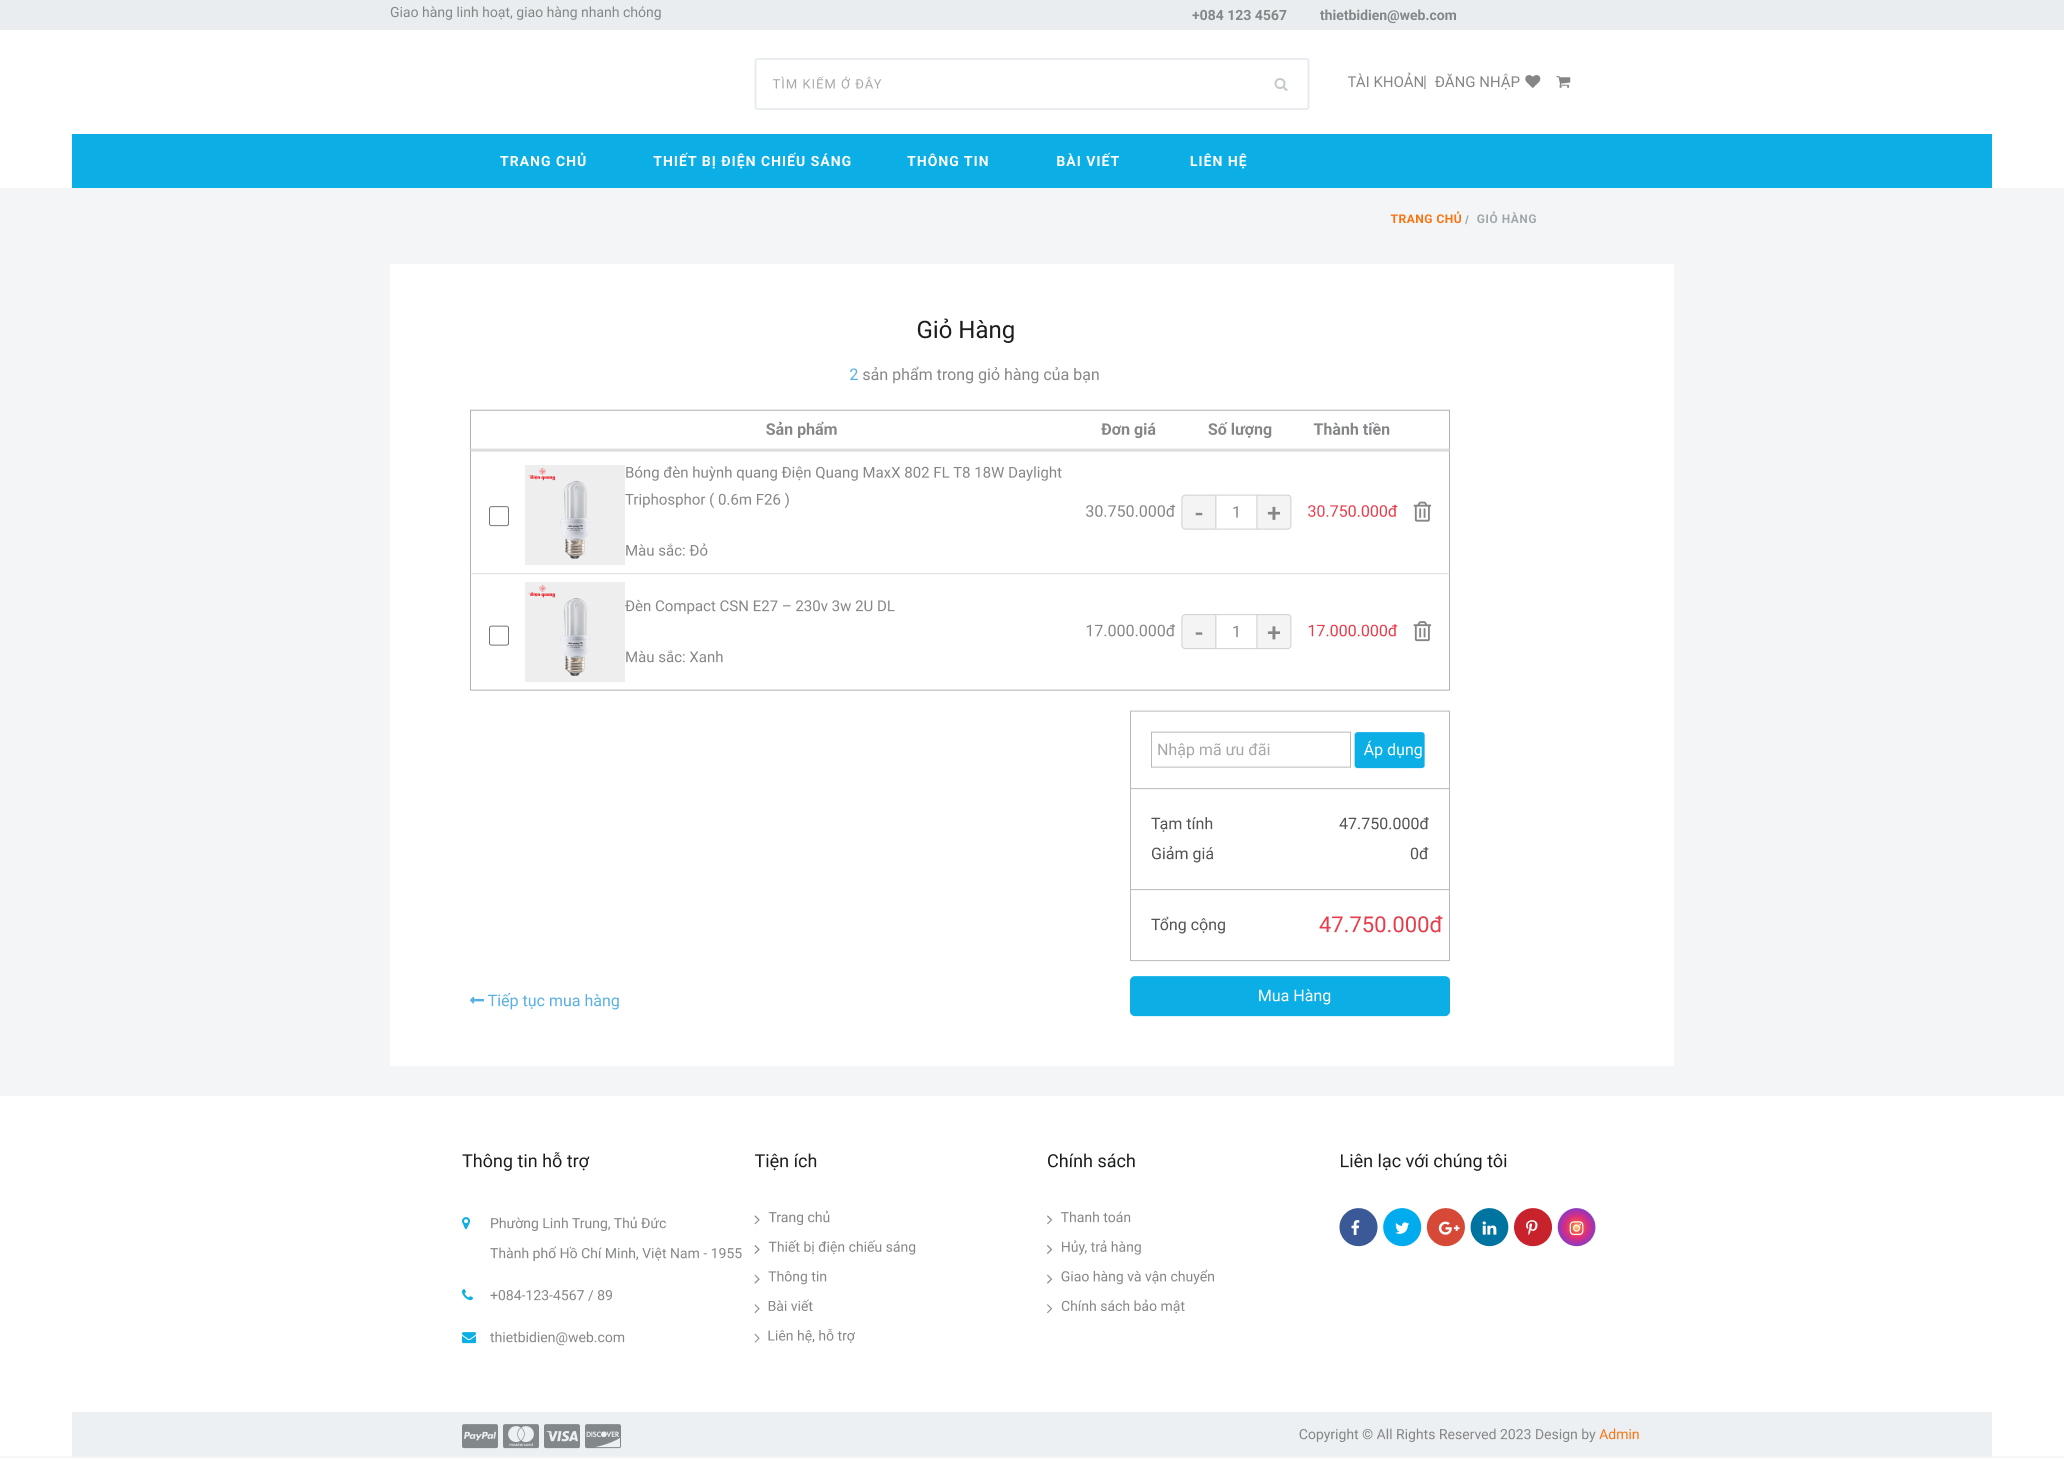 Giao hàng linh hoạt, giao hàng nhanh chóng
+084 123 4567
thietbidien@web.com
TÌM KIẾM Ở ĐÂY
TÀI KHOẢN| ĐĂNG NHẬP
TRANG CHỦ
THIẾT BỊ ĐIỆN CHIẾU SÁNG
THÔNG TIN
BÀI VIẾT
LIÊN HỆ
TRANG CHỦ / GIỎ HÀNG
Giỏ Hàng
2 sản phẩm trong giỏ hàng của bạn
Sản phẩm
Đơn giá
Số lượng
Thành tiền
điện quang
Bóng đèn huỳnh quang Điện Quang MaxX 802 FL T8 18W Daylight
Triphosphor ( 0.6m F26 )
Màu sắc: Đỏ
30.750.000đ
- 1 +
30.750.000đ
điện quang
Đèn Compact CSN E27 – 230v 3w 2U DL
Màu sắc: Xanh
17.000.000đ
- 1 +
17.000.000đ
Nhập mã ưu đãi
Áp dụng
Tạm tính 47.750.000đ
Giảm giá 0đ
Tổng cộng 47.750.000đ
Tiếp tục mua hàng
Mua Hàng
Thông tin hỗ trợ
Phường Linh Trung, Thủ Đức
Thành phố Hồ Chí Minh, Việt Nam - 1955
+084-123-4567 / 89
thietbidien@web.com
Tiện ích
Trang chủ
Thiết bị điện chiếu sáng
Thông tin
Bài viết
Liên hệ, hỗ trợ
Chính sách
Thanh toán
Hủy, trả hàng
Giao hàng và vận chuyển
Chính sách bảo mật
Liên lạc với chúng tôi
PayPal
mastercard
VISA
DISCOVER
Copyright © All Rights Reserved 2023 Design by Admin